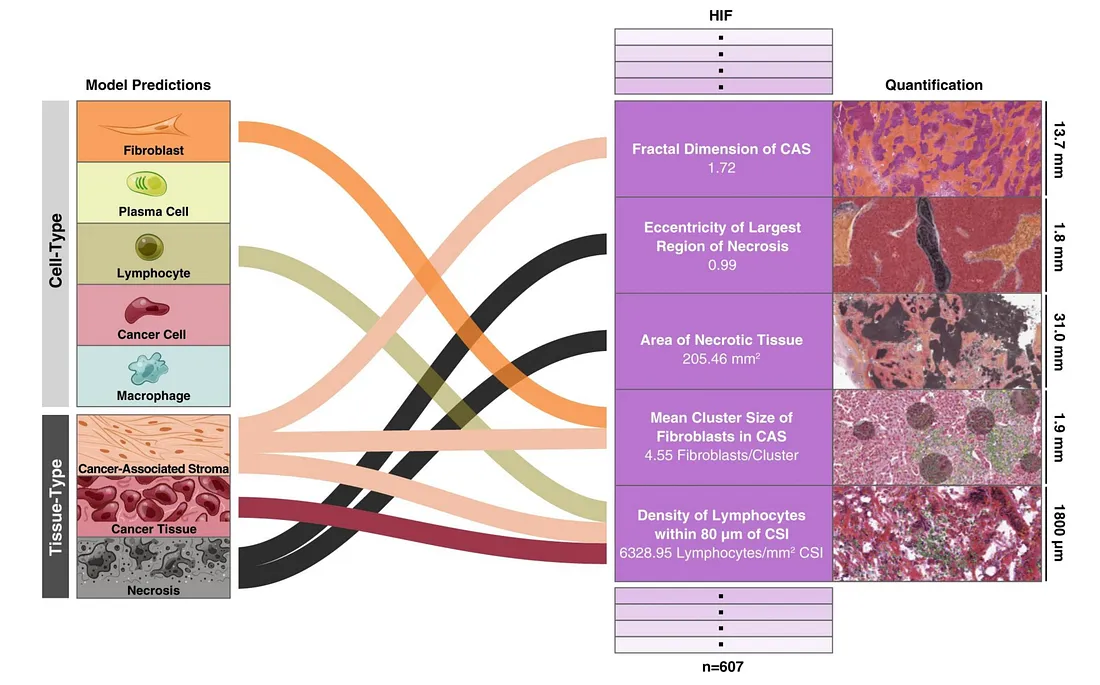 HIF
Model Predictions
Quantification
Cell-Type
Fibroblast
Plasma Cell
Lymphocyte
Cancer Cell
Macrophage
Tissue-Type
Cancer-Associated Stroma
Cancer Tissue
Necrosis
Fractal Dimension of CAS
1.72
Eccentricity of Largest
Region of Necrosis
0.99
Area of Necrotic Tissue
205.46 mm²
Mean Cluster Size of
Fibroblasts in CAS
4.55 Fibroblasts/Cluster
Density of Lymphocytes
within 80 μm of CSI
6328.95 Lymphocytes/mm² CSI
13.7 mm
1.8 mm
31.0 mm
1.9 mm
1800 μm
n=607